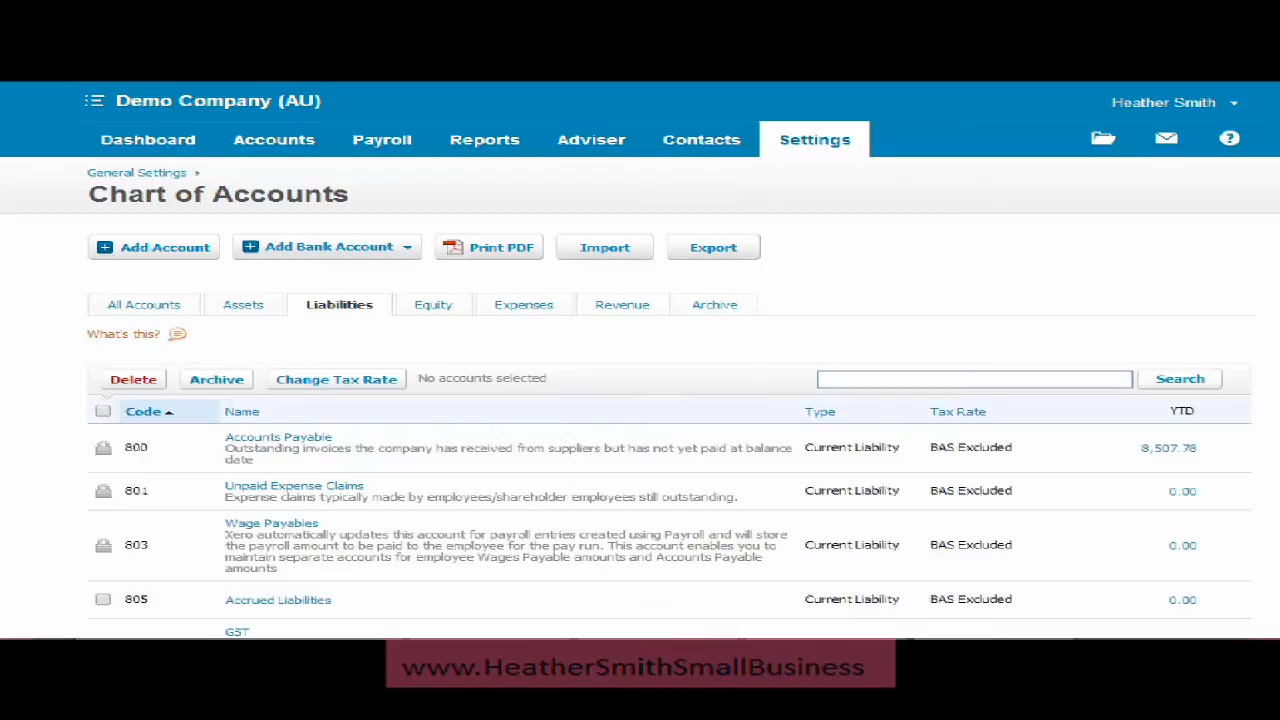 Demo Company (AU)
Heather Smith
Dashboard Accounts Payroll Reports Adviser Contacts Settings
General Settings
Chart of Accounts
Add Account Add Bank Account Print PDF Import Export
All Accounts Assets Liabilities Equity Expenses Revenue Archive
What's this?
Delete Archive Change Tax Rate No accounts selected Search
Code Name Type Tax Rate YTD
800 Accounts Payable Current Liability BAS Excluded 8,507.78
Outstanding invoices the company has received from suppliers but has not yet paid at balance
date
801 Unpaid Expense Claims Current Liability BAS Excluded 0.00
Expense claims typically made by employees/shareholder employees still outstanding.
803 Wage Payables Current Liability BAS Excluded 0.00
Xero automatically updates this account for payroll entries created using Payroll and will store
the payroll amount to be paid to the employee for the pay run. This account enables you to
maintain separate accounts for employee Wages Payable amounts and Accounts Payable
amounts
805 Accrued Liabilities Current Liability BAS Excluded 0.00
GST
www.HeatherSmithSmallBusiness